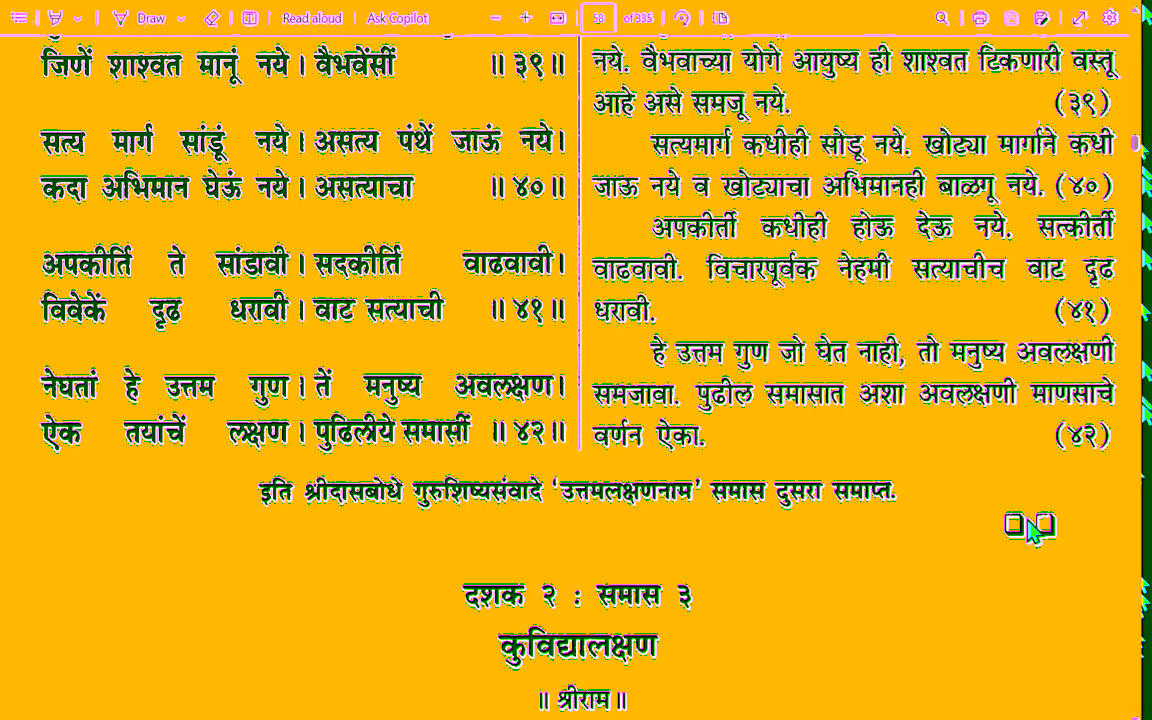 Draw
Read aloud
Ask Copilot
58
of 335
जिणें शाश्वत मानूं नये । वैभवेंसीं ॥ ३९ ॥
सत्य मार्ग सांडूं नये । असत्य पंथें जाऊं नये ।
कदा अभिमान घेऊं नये । असत्याचा ॥ ४० ॥
अपकीर्ति ते सांडावी । सदकीर्ति वाढवावी ।
विवेकें दृढ धरावी । वाट सत्याची ॥ ४१ ॥
नेघतां हे उत्तम गुण । तें मनुष्य अवलक्षण ।
ऐक तयांचें लक्षण । पुढिलीये समासीं ॥ ४२ ॥
नये. वैभवाच्या योगे आयुष्य ही शाश्वत टिकणारी वस्तू
आहे असे समजू नये. (३९)
सत्यमार्ग कधीही सोडू नये. खोट्या मार्गाने कधी
जाऊ नये व खोट्याचा अभिमानही बाळगू नये. (४०)
अपकीर्ती कधीही होऊ देऊ नये. सत्कीर्ती
वाढवावी. विचारपूर्वक नेहमी सत्याचीच वाट दृढ
धरावी. (४१)
हे उत्तम गुण जो घेत नाही, तो मनुष्य अवलक्षणी
समजावा. पुढील समासात अशा अवलक्षणी माणसाचे
वर्णन ऐका. (४२)
इति श्रीदासबोधे गुरुशिष्यसंवादे 'उत्तमलक्षणनाम' समास दुसरा समाप्त.
दशक २ : समास ३
कुविद्यालक्षण
॥ श्रीराम ॥